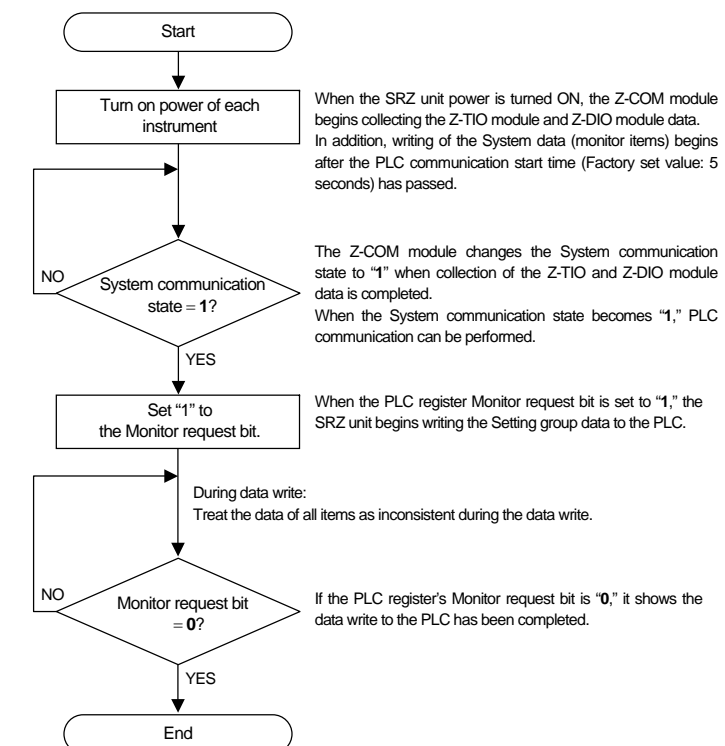 Start
Turn on power of each
instrument
When the SRZ unit power is turned ON, the Z-COM module
begins collecting the Z-TIO module and Z-DIO module data.
In addition, writing of the System data (monitor items) begins
after the PLC communication start time (Factory set value: 5
seconds) has passed.
NO
System communication
state = 1?
The Z-COM module changes the System communication
state to “1” when collection of the Z-TIO and Z-DIO module
data is completed.
When the System communication state becomes “1,” PLC
communication can be performed.
YES
Set “1” to
the Monitor request bit.
When the PLC register Monitor request bit is set to “1,” the
SRZ unit begins writing the Setting group data to the PLC.
During data write:
Treat the data of all items as inconsistent during the data write.
NO
Monitor request bit
= 0?
If the PLC register’s Monitor request bit is “0,” it shows the
data write to the PLC has been completed.
YES
End